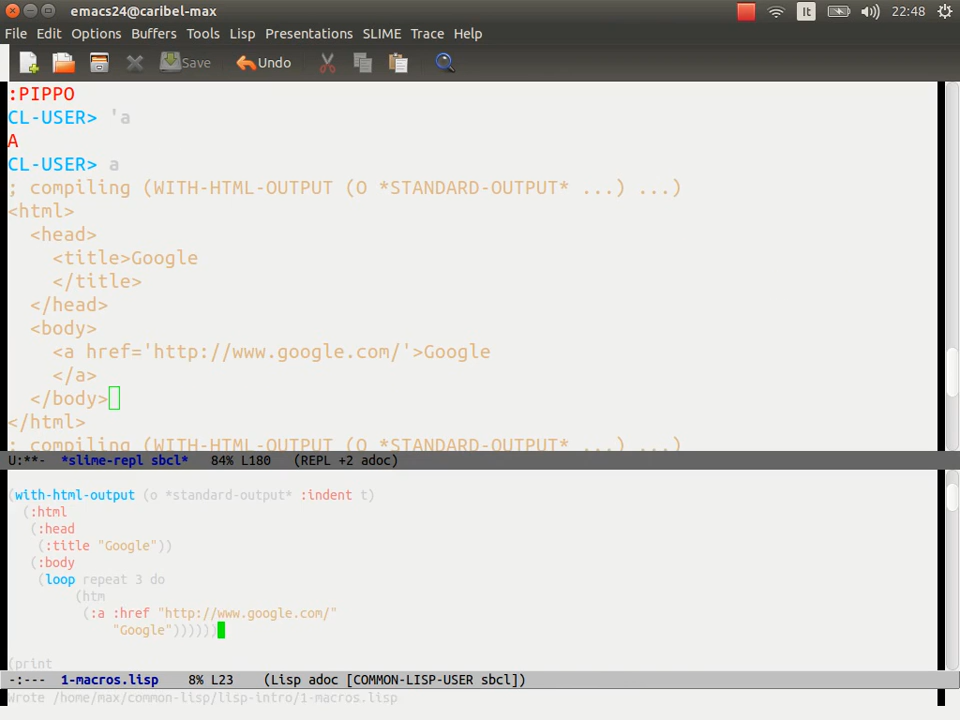 emacs24@caribel-max
It
22:48
File Edit Options Buffers Tools Lisp Presentations SLIME Trace Help
Save Undo
:PIPPO
CL-USER> 'a
A
CL-USER> a
; compiling (WITH-HTML-OUTPUT (O *STANDARD-OUTPUT* ...) ...)
<html>
<head>
<title>Google
</title>
</head>
<body>
<a href='http://www.google.com/'>Google
</a>
</body>
</html>
; compiling (WITH-HTML-OUTPUT (O *STANDARD-OUTPUT* ...) ...)
U:**- *slime-repl sbcl* 84% L180 (REPL +2 adoc)
(with-html-output (o *standard-output* :indent t)
(:html
(:head
(:title "Google"))
(:body
(loop repeat 3 do
(htm
(:a :href "http://www.google.com/"
"Google"))))))
(print
-:--- 1-macros.lisp 8% L23 (Lisp adoc [COMMON-LISP-USER sbcl])
Wrote /home/max/common-lisp/lisp-intro/1-macros.lisp